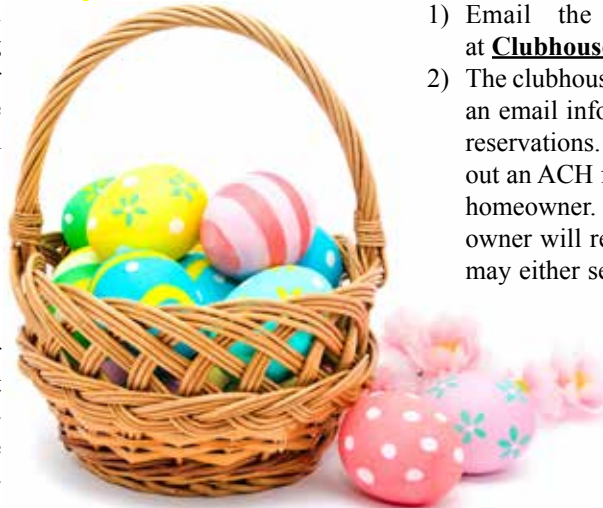 1) Email the
at Clubhouse
2) The clubhous
an email info
reservations.
out an ACH
homeowner.
owner will re
may either se